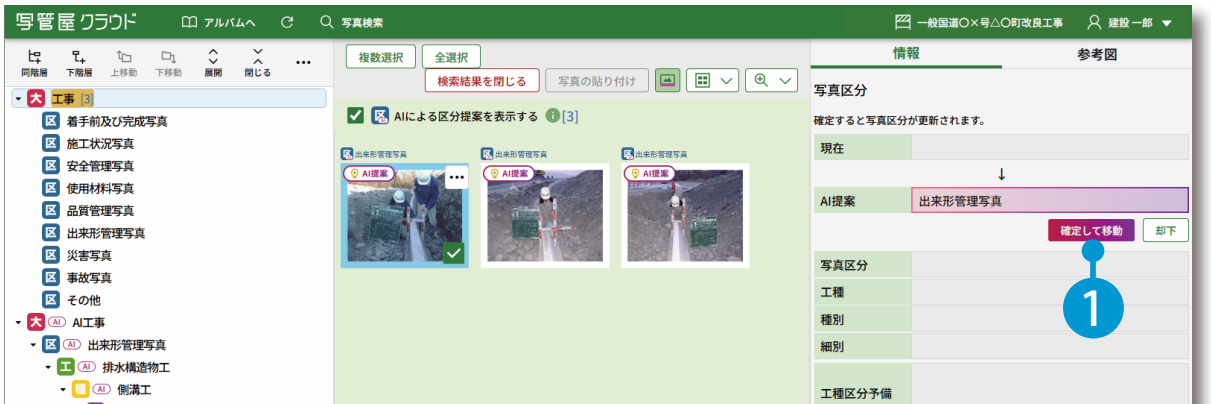 写管屋クラウド
アルバムへ
写真検索
一般国道○×号△○町改良工事
建設 一郎
同階層
下階層
上移動
下移動
展開
閉じる
大 工事 [3]
区 着手前及び完成写真
区 施工状況写真
区 安全管理写真
区 使用材料写真
区 品質管理写真
区 出来形管理写真
区 災害写真
区 事故写真
区 その他
大 AI AI工事
区 AI 出来形管理写真
工 AI 排水構造物工
種 AI 側溝工
複数選択
全選択
検索結果を閉じる
写真の貼り付け
区 AIによる区分提案を表示する [3]
区 出来形管理写真
AI提案
区 出来形管理写真
AI提案
区 出来形管理写真
AI提案
情報
参考図
写真区分
確定すると写真区分が更新されます。
現在
↓
AI提案
出来形管理写真
確定して移動
却下
1
写真区分
工種
種別
細別
工種区分予備